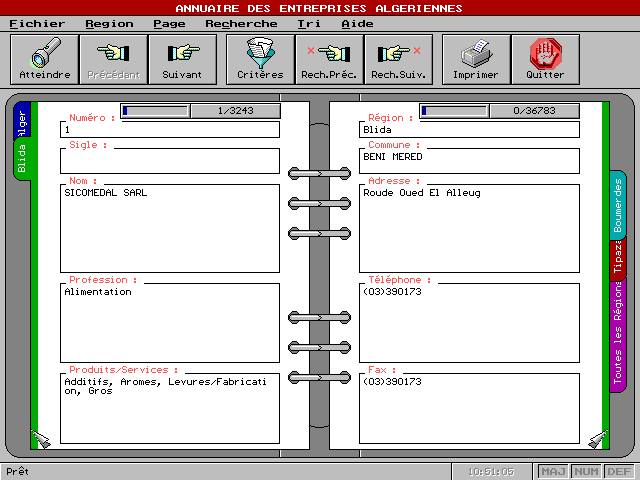 ANNUAIRE DES ENTREPRISES ALGERIENNES
Fichier Region Page Recherche Tri Aide
Atteindre Précédant Suivant Critères Rech.Préc. Rech.Suiv. Imprimer Quitter
1/3243
0/36783
Alger
Blida
Numéro :
1
Sigle :
Nom :
SICOMEDAL SARL
Profession :
Alimentation
Produits/Services :
Additifs, Aromes, Levures/Fabricati
on, Gros
Région :
Blida
Commune :
BENI MERED
Adresse :
Roude Oued El Alleug
Téléphone :
(03)390173
Fax :
(03)390173
Boumerdes
Tipaza
Toutes les Régions
Prêt
10:51:05
MAJ NUM DEF